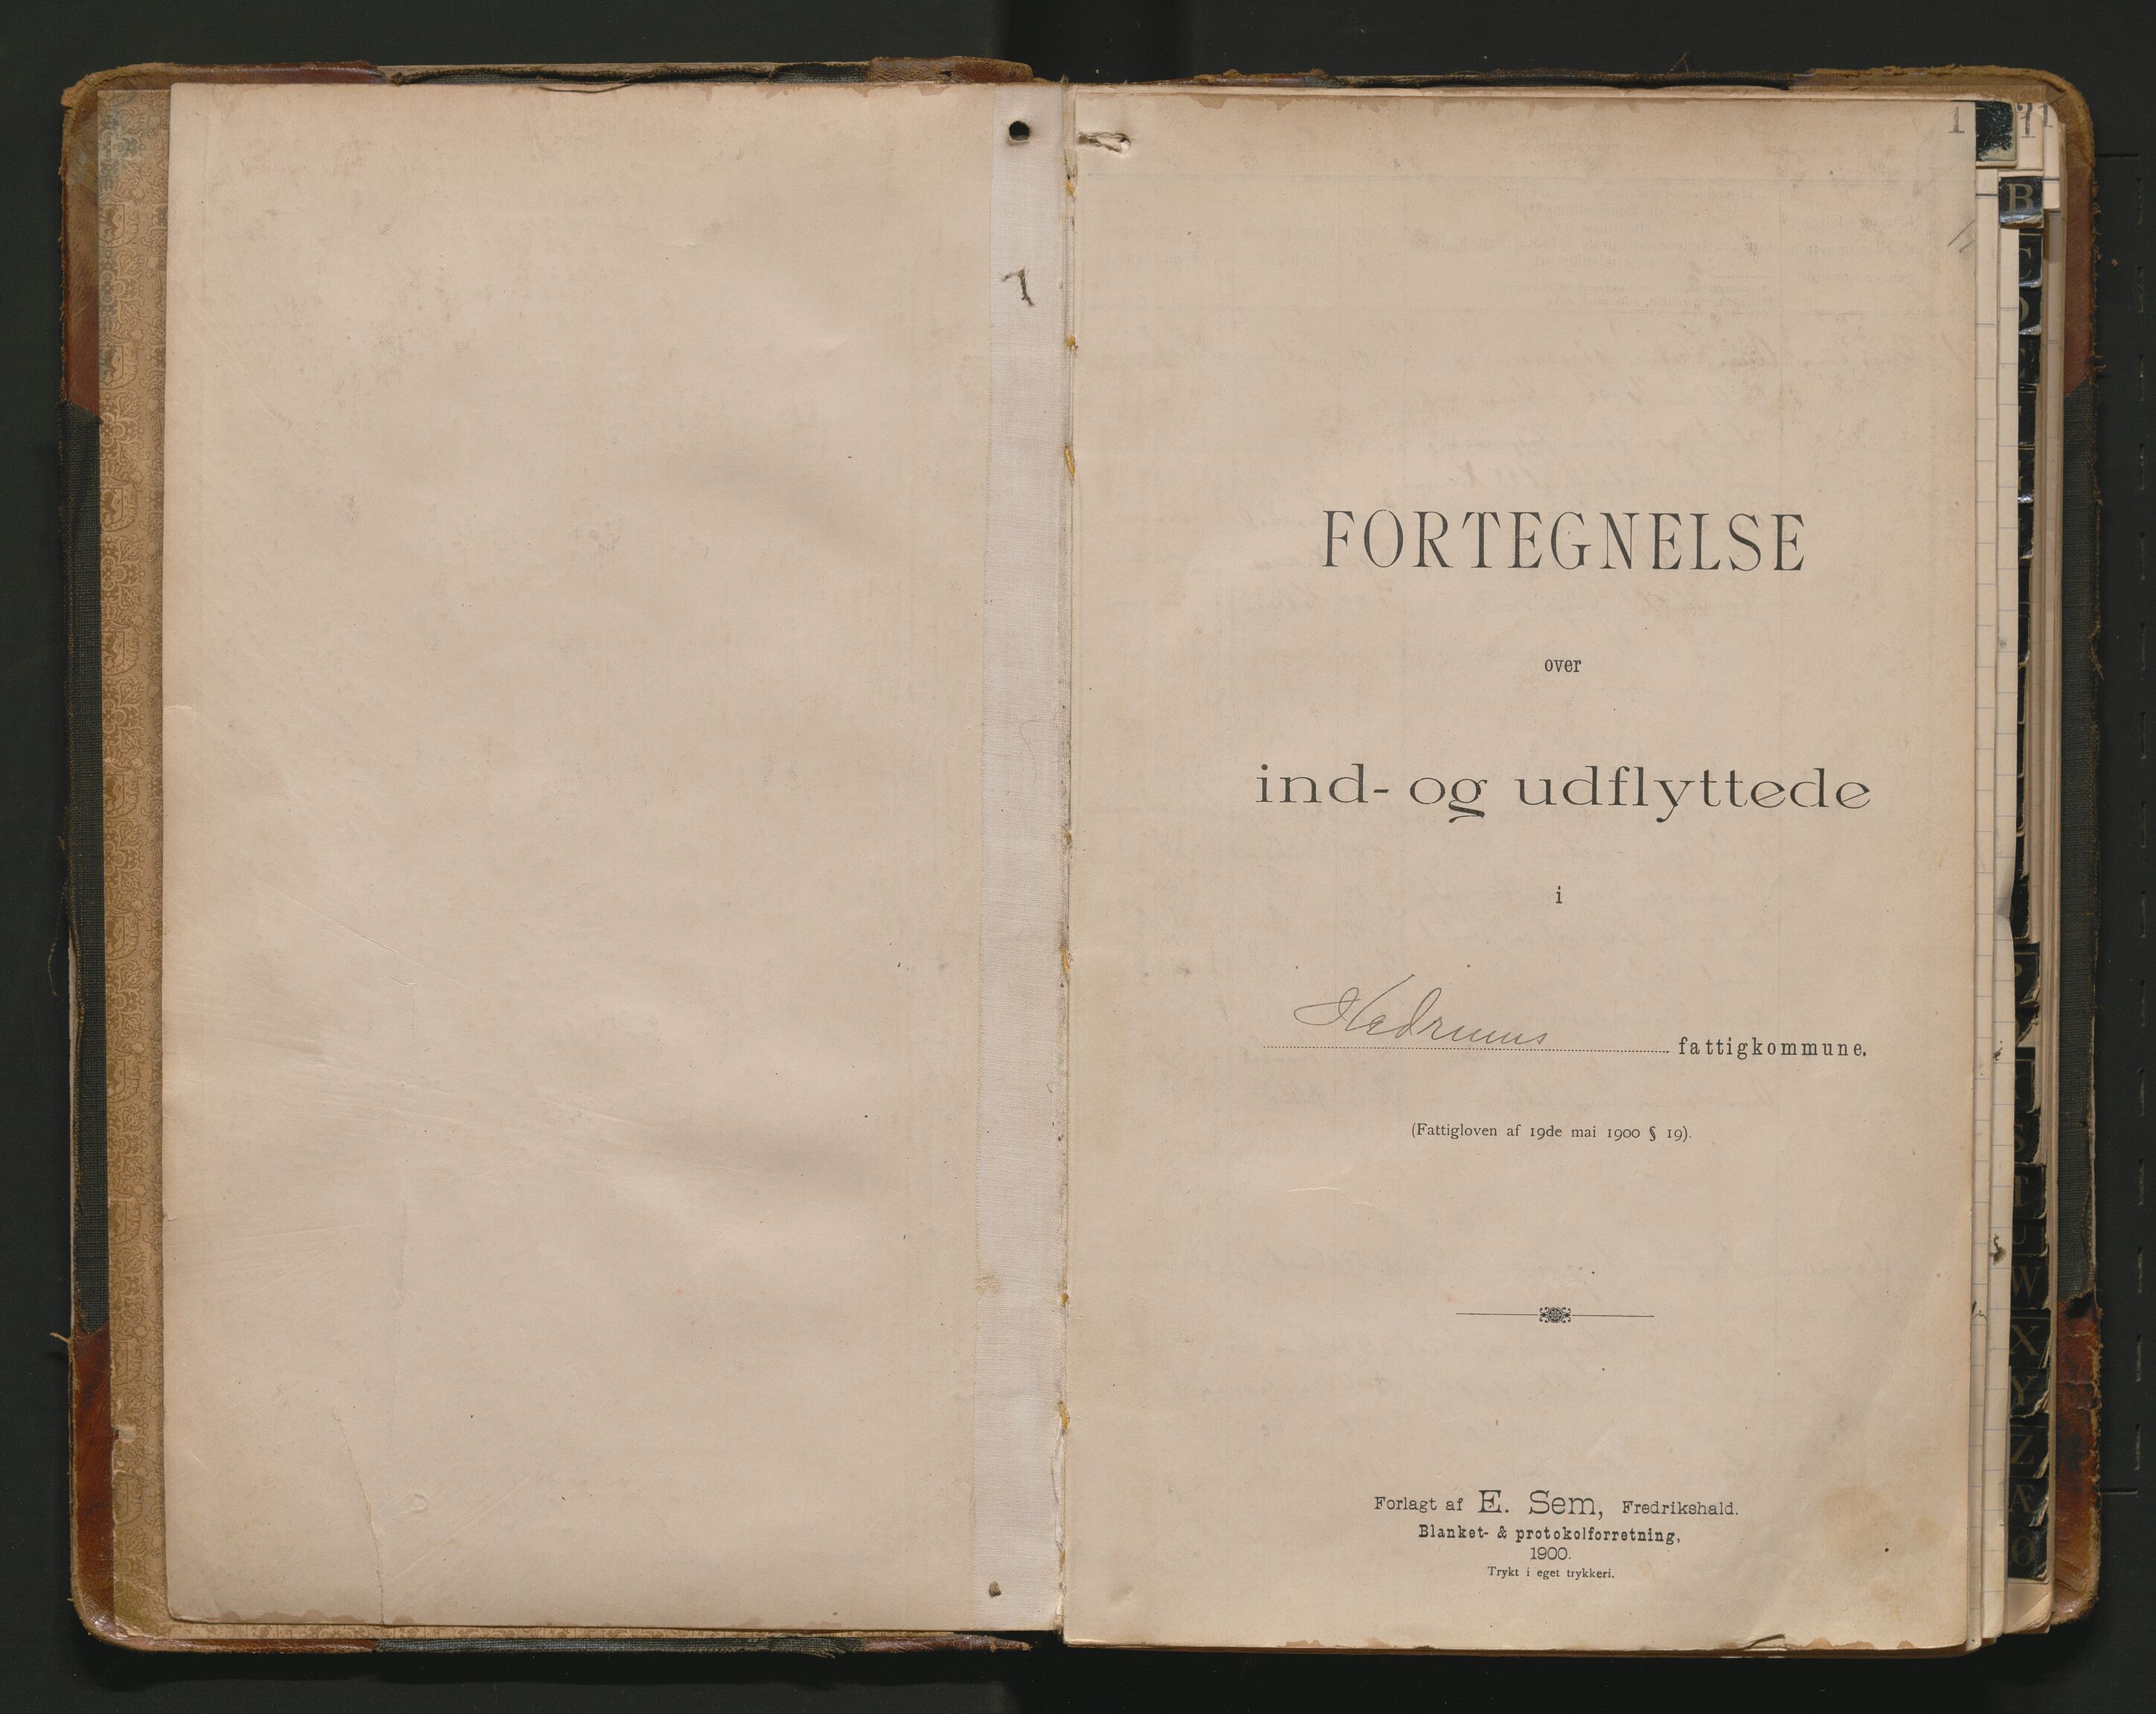 1
B
FORTEGNELSE
over
ind- og udflyttede
i
Hedrums fattigkommune.
(Fattigloven af 19de mai 1900 § 19).
Forlagt af E. Sem, Fredrikshald.
Blanket- & protokolforretning,
1900.
Trykt i eget trykkeri.
S
T
U
W
X
Y
Z
Æ
Ø